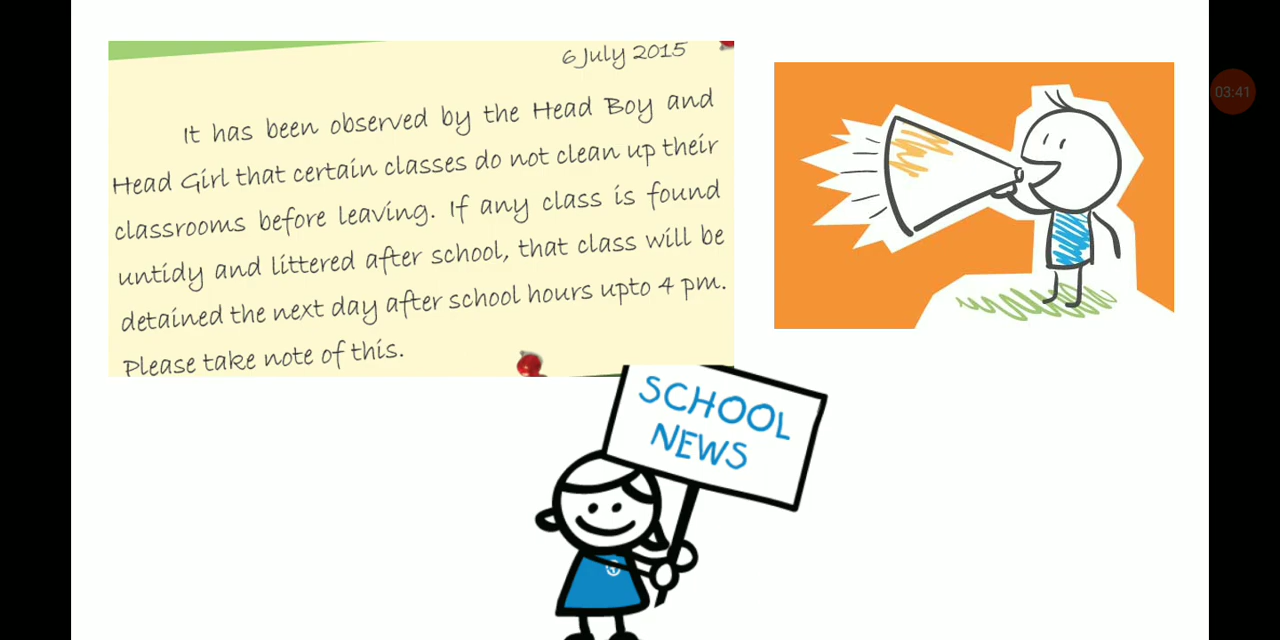 6 July 2015
It has been observed by the Head Boy and
Head Girl that certain classes do not clean up their
classrooms before leaving. If any class is found
untidy and littered after school, that class will be
detained the next day after school hours upto 4 pm.
Please take note of this.
03:41
SCHOOL
NEWS